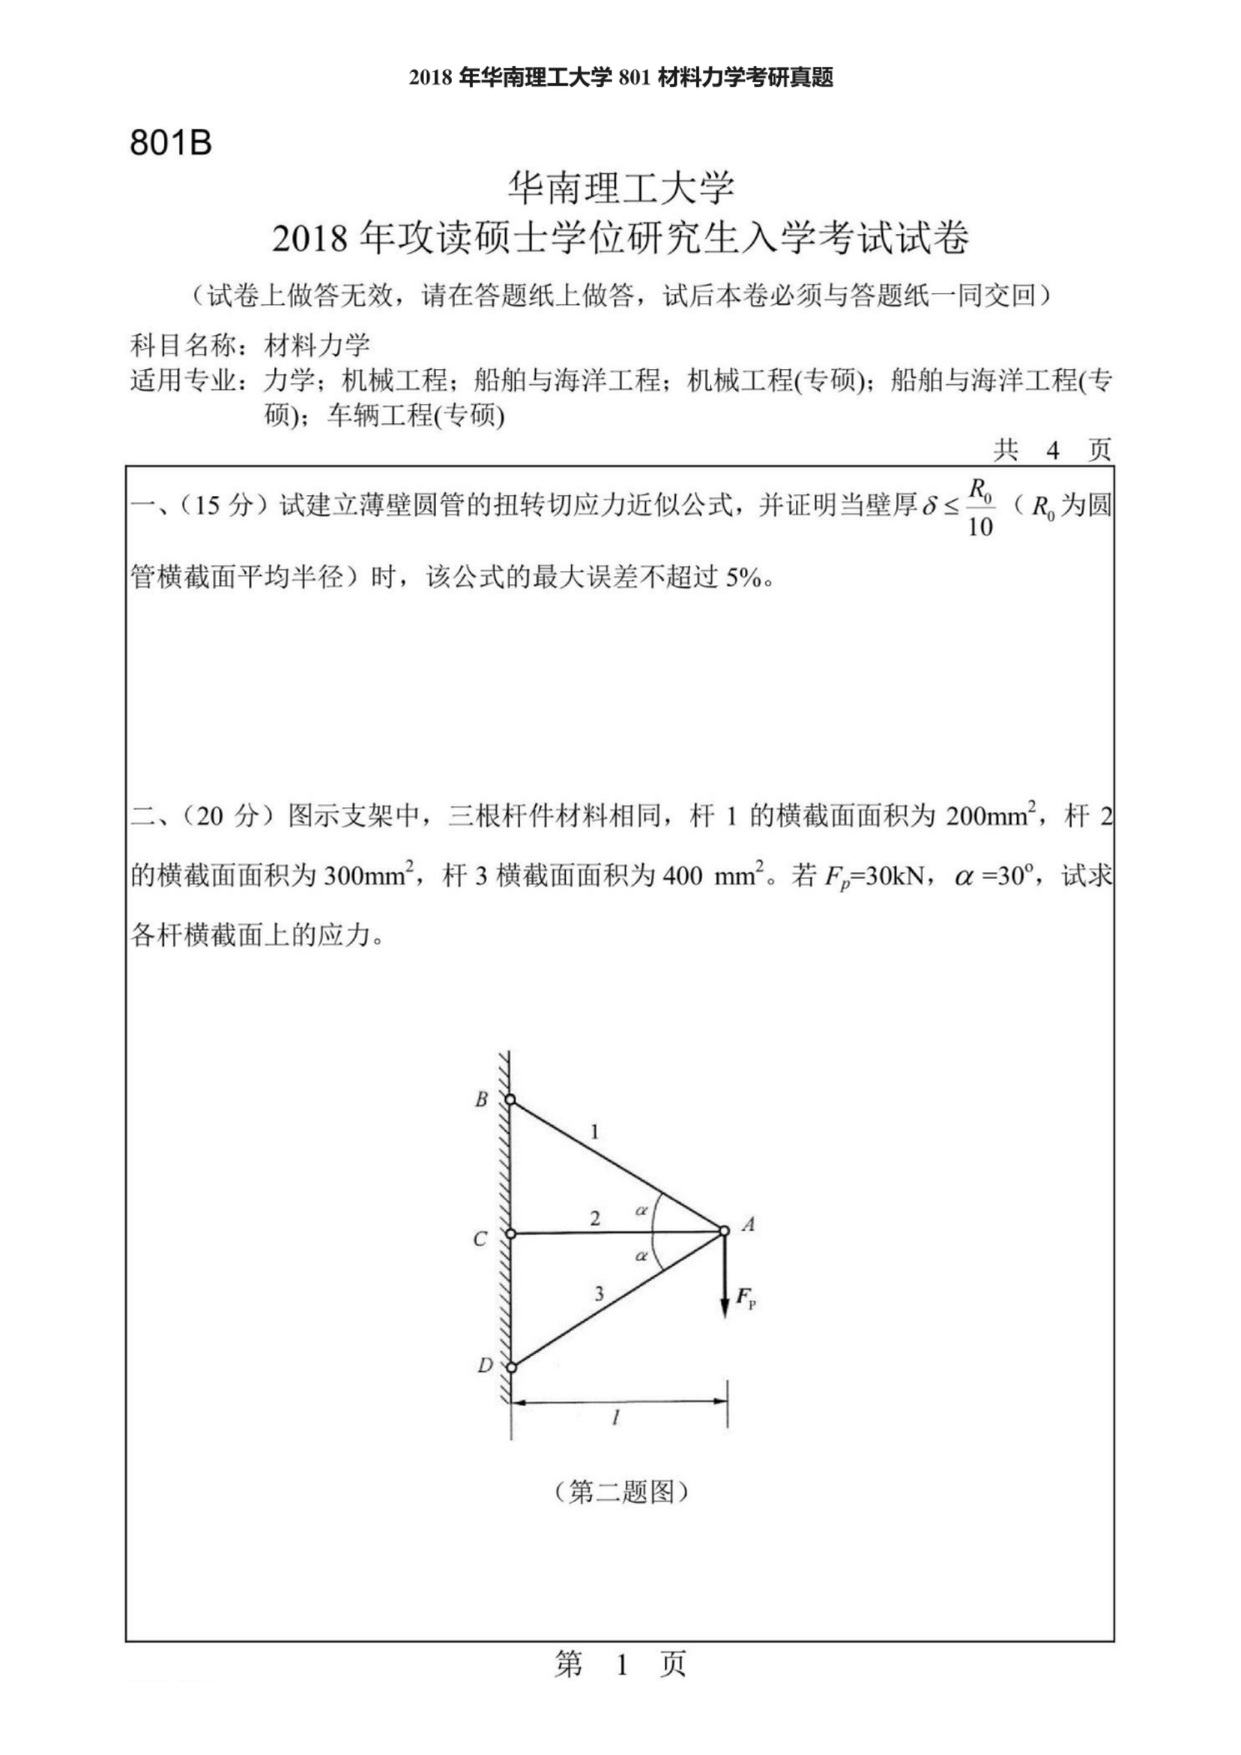 2018 年华南理工大学 801 材料力学考研真题
801B
华南理工大学
2018 年攻读硕士学位研究生入学考试试卷
（试卷上做答无效，请在答题纸上做答，试后本卷必须与答题纸一同交回）
科目名称：材料力学
适用专业：力学；机械工程；船舶与海洋工程；机械工程(专硕)；船舶与海洋工程(专
硕)；车辆工程(专硕)
共 4 页
一、（15 分）试建立薄壁圆管的扭转切应力近似公式，并证明当壁厚 δ ≤ R₀/10 （ R₀ 为圆
管横截面平均半径）时，该公式的最大误差不超过 5%。
二、（20 分）图示支架中，三根杆件材料相同，杆 1 的横截面面积为 200mm²，杆 2
的横截面面积为 300mm²，杆 3 横截面面积为 400 mm²。若 Fₚ=30kN， α =30°，试求
各杆横截面上的应力。
B
1
2
α
A
C
α
3
F_P
D
l
（第二题图）
第 1 页